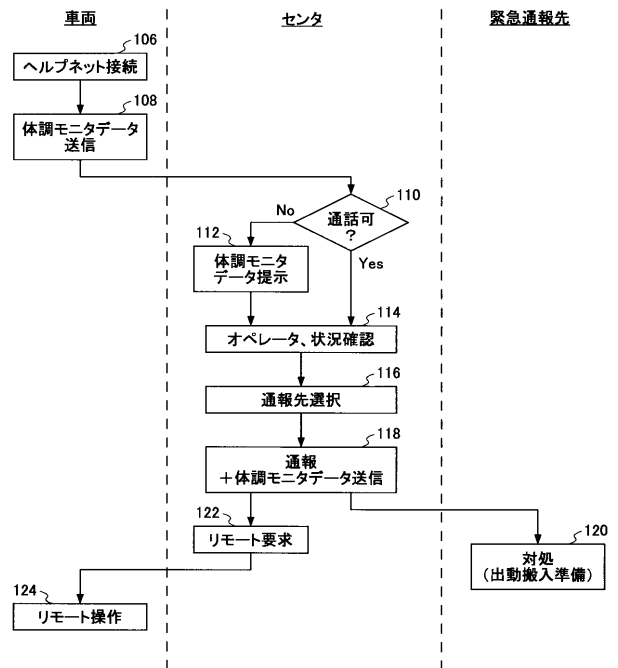 車両
センタ
緊急通報先
106
ヘルプネット接続
108
体調モニタデータ
送信
110
通話可
?
No
Yes
112
体調モニタ
データ提示
114
オペレータ、状況確認
116
通報先選択
118
通報
+体調モニタデータ送信
122
リモート要求
120
対処
(出動搬入準備)
124
リモート操作